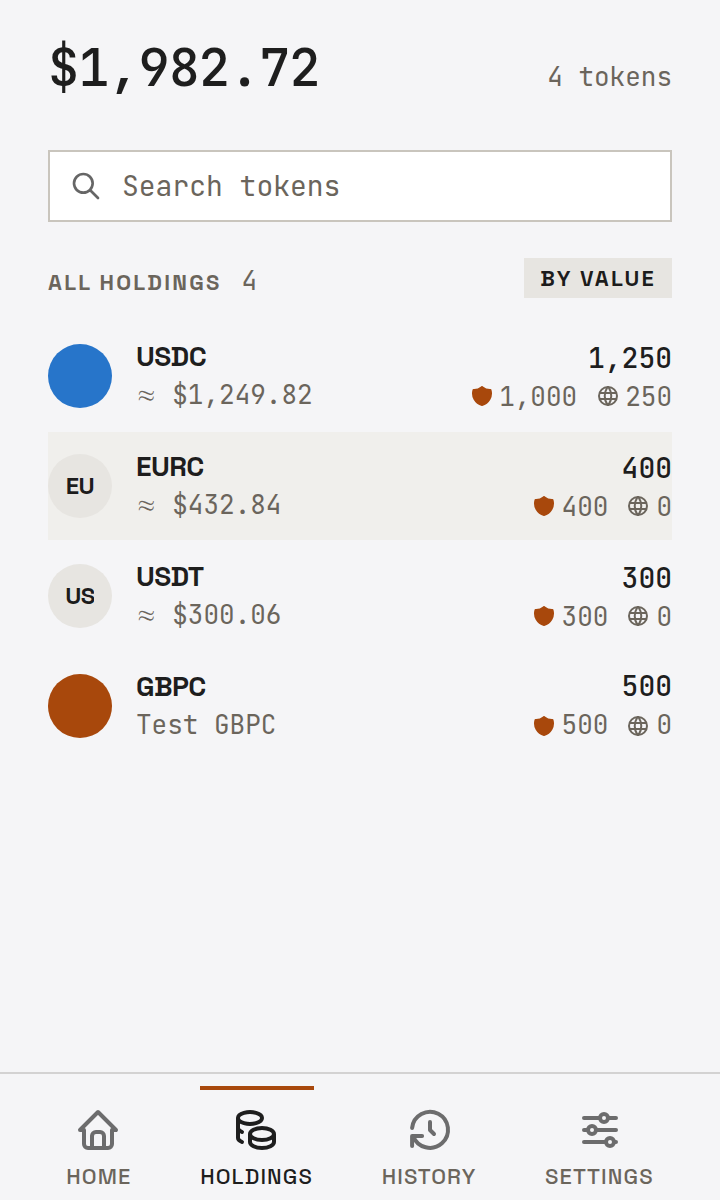 $1,982.72
4 tokens
Search tokens
ALL HOLDINGS 4
BY VALUE
USDC
1,250
≈ $1,249.82
1,000 250
EU
EURC
400
≈ $432.84
400 0
US
USDT
300
≈ $300.06
300 0
GBPC
500
Test GBPC
500 0
HOME
HOLDINGS
HISTORY
SETTINGS